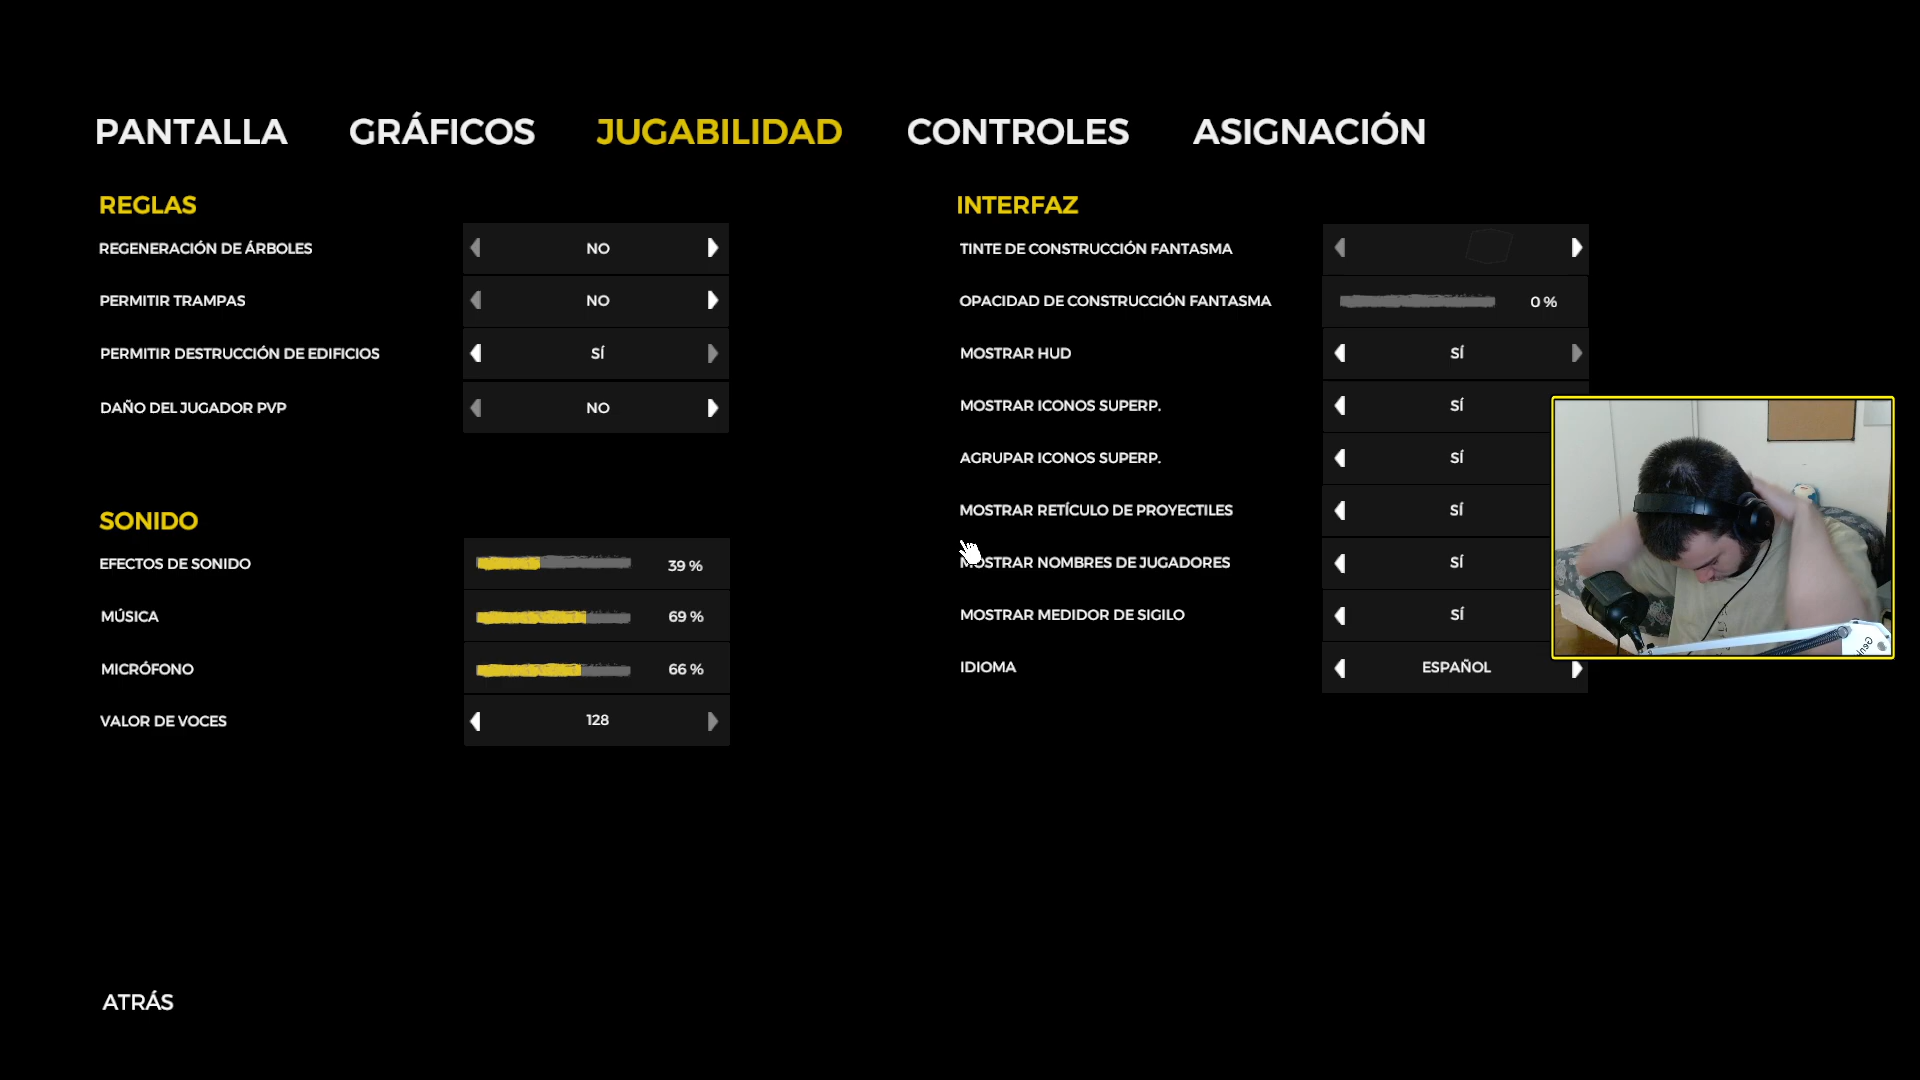 PANTALLA GRÁFICOS JUGABILIDAD CONTROLES ASIGNACIÓN
REGLAS
REGENERACIÓN DE ÁRBOLES NO
PERMITIR TRAMPAS NO
PERMITIR DESTRUCCIÓN DE EDIFICIOS SÍ
DAÑO DEL JUGADOR PVP NO
SONIDO
EFECTOS DE SONIDO 39 %
MÚSICA 69 %
MICRÓFONO 66 %
VALOR DE VOCES 128
INTERFAZ
TINTE DE CONSTRUCCIÓN FANTASMA
OPACIDAD DE CONSTRUCCIÓN FANTASMA 0 %
MOSTRAR HUD SÍ
MOSTRAR ICONOS SUPERP. SÍ
AGRUPAR ICONOS SUPERP. SÍ
MOSTRAR RETÍCULO DE PROYECTILES SÍ
MOSTRAR NOMBRES DE JUGADORES SÍ
MOSTRAR MEDIDOR DE SIGILO SÍ
IDIOMA ESPAÑOL
ATRÁS